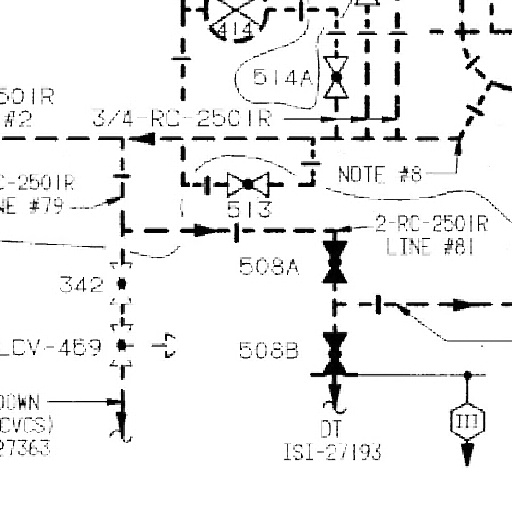 414
514A
501R
#2
3/4-RC-2501R
C-2501R
NE #79
NOTE #8
513
2-RC-2501R
LINE #81
508A
342
LCV-459
508B
DOWN
(CVCS)
27363
DT
ISI-27193
III